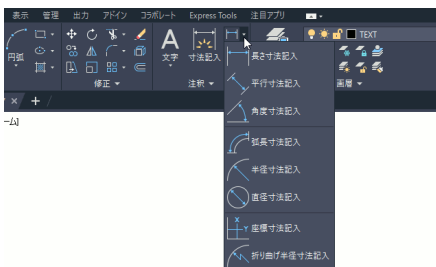 表示 管理 出力 アドイン コラボレート Express Tools 注目アプリ
TEXT
円弧 文字 寸法記入
修正 注釈 画層
長さ寸法記入
平行寸法記入
角度寸法記入
弧長寸法記入
半径寸法記入
直径寸法記入
X
Y 座標寸法記入
折り曲げ半径寸法記入
ーム]